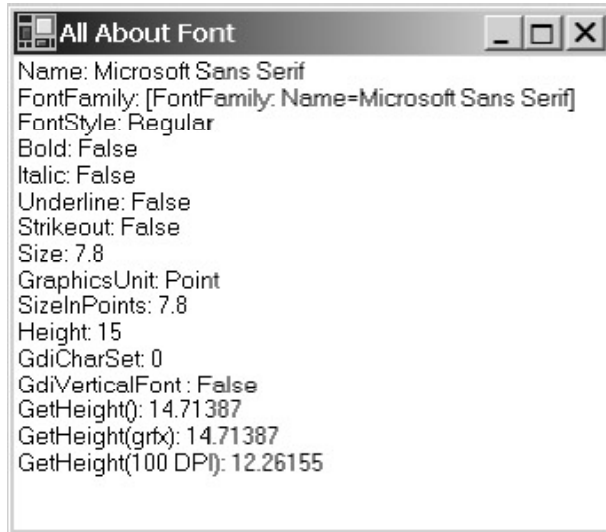 All About Font
Name: Microsoft Sans Serif
FontFamily: [FontFamily: Name=Microsoft Sans Serif]
FontStyle: Regular
Bold: False
Italic: False
Underline: False
Strikeout: False
Size: 7.8
GraphicsUnit: Point
SizeInPoints: 7.8
Height: 15
GdiCharSet: 0
GdiVerticalFont : False
GetHeight(): 14.71387
GetHeight(grfx): 14.71387
GetHeight(100 DPI): 12.26155